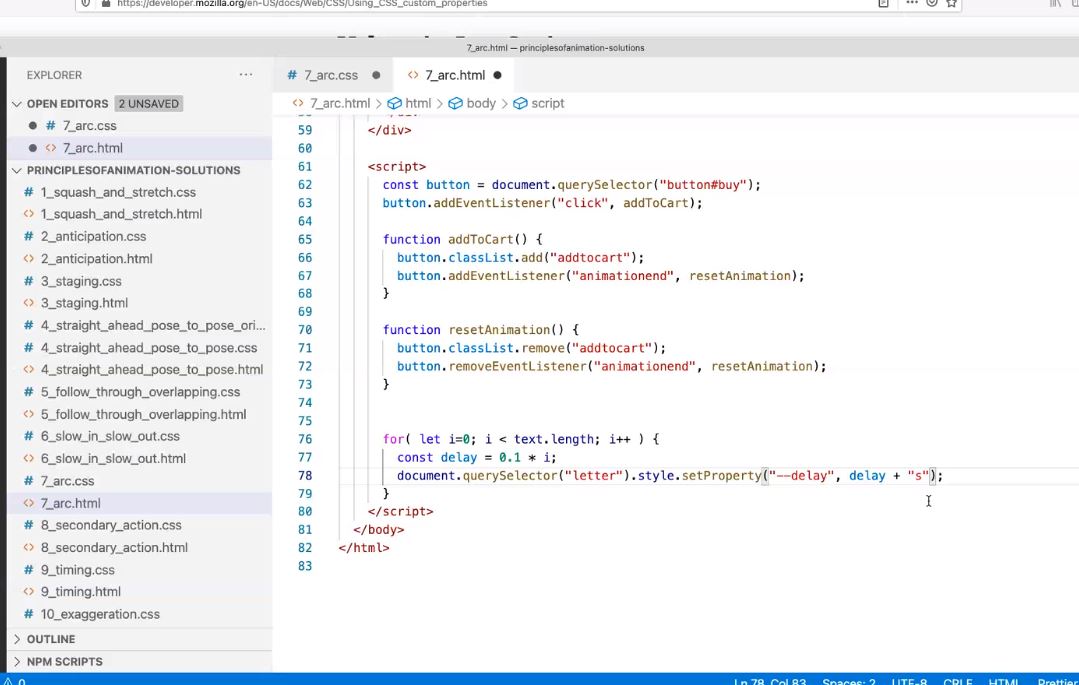 https://developer.mozilla.org/en-US/docs/Web/CSS/Using_CSS_custom_properties
7_arc.html — principlesofanimation-solutions
EXPLORER
# 7_arc.css
<> 7_arc.html
OPEN EDITORS 2 UNSAVED
7_arc.html > html > body > script
# 7_arc.css
<> 7_arc.html
PRINCIPLESOFANIMATION-SOLUTIONS
# 1_squash_and_stretch.css
<> 1_squash_and_stretch.html
# 2_anticipation.css
<> 2_anticipation.html
# 3_staging.css
<> 3_staging.html
# 4_straight_ahead_pose_to_pose_ori...
# 4_straight_ahead_pose_to_pose.css
<> 4_straight_ahead_pose_to_pose.html
# 5_follow_through_overlapping.css
<> 5_follow_through_overlapping.html
# 6_slow_in_slow_out.css
<> 6_slow_in_slow_out.html
# 7_arc.css
<> 7_arc.html
# 8_secondary_action.css
<> 8_secondary_action.html
# 9_timing.css
<> 9_timing.html
# 10_exaggeration.css
OUTLINE
NPM SCRIPTS
59 </div>
60
61 <script>
62 const button = document.querySelector("button#buy");
63 button.addEventListener("click", addToCart);
64
65 function addToCart() {
66 button.classList.add("addtocart");
67 button.addEventListener("animationend", resetAnimation);
68 }
69
70 function resetAnimation() {
71 button.classList.remove("addtocart");
72 button.removeEventListener("animationend", resetAnimation);
73 }
74
75
76 for( let i=0; i < text.length; i++ ) {
77 const delay = 0.1 * i;
78 document.querySelector("letter").style.setProperty("--delay", delay + "s");
79 }
80 </script>
81 </body>
82 </html>
83
0
Ln 78, Col 83 Spaces: 2 UTF-8 CRLF HTML Prettier